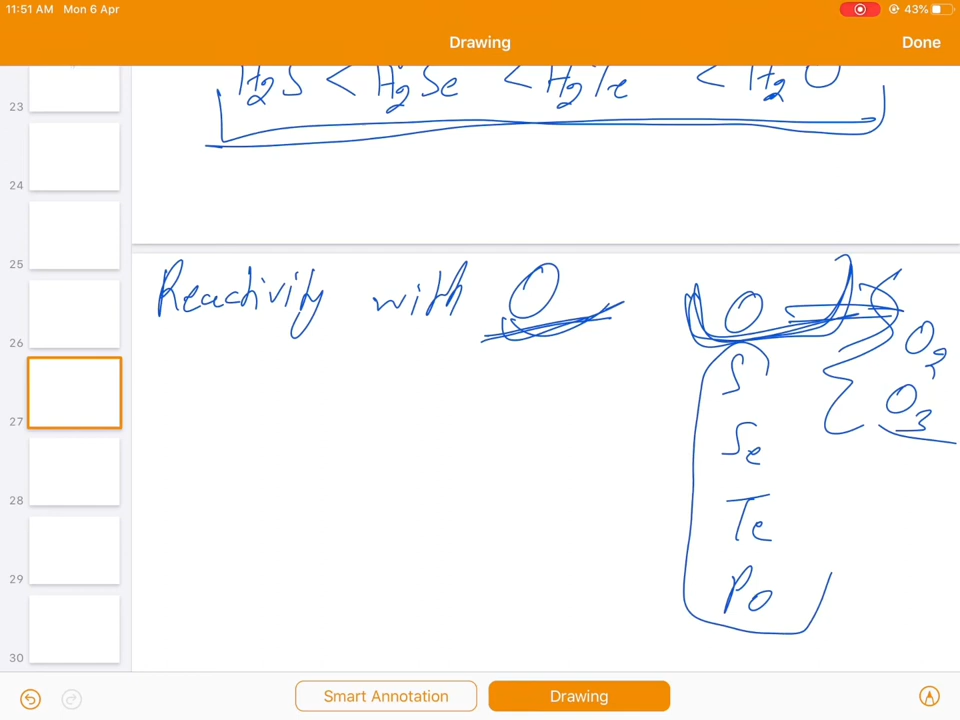 11:51 AM Mon 6 Apr
43%
Drawing
Done
H2S < H2Se < H2Te < H2O
23
24
25
26
27
28
29
30
Reactivity with O
O
O2
S
O3
Se
Te
Po
Smart Annotation
Drawing